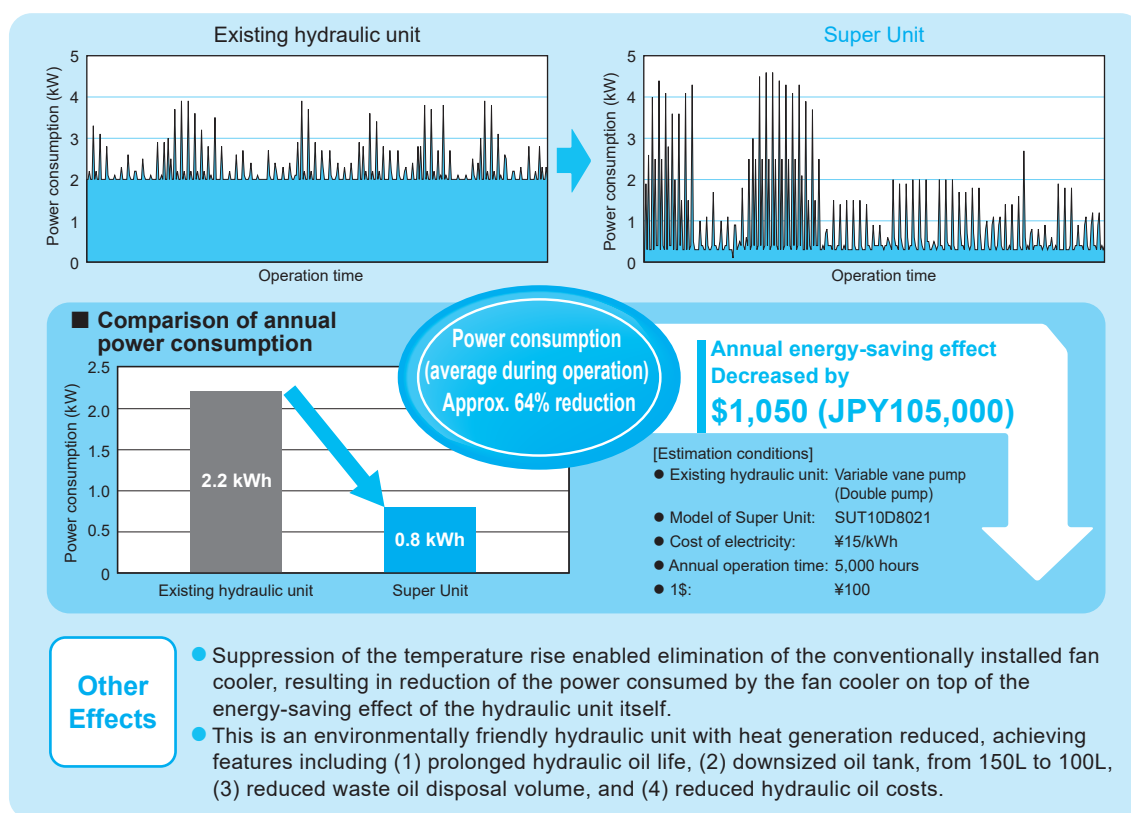 Existing hydraulic unit
Power consumption (kW)
5
4
3
2
1
0
Operation time
Super Unit
Power consumption (kW)
5
4
3
2
1
0
Operation time
■ Comparison of annual
power consumption
Power consumption (kW)
2.5
2.0
1.5
1.0
0.5
0
2.2 kWh
0.8 kWh
Existing hydraulic unit
Super Unit
Power consumption
(average during operation)
Approx. 64% reduction
Annual energy-saving effect
Decreased by
$1,050 (JPY105,000)
[Estimation conditions]
● Existing hydraulic unit: Variable vane pump
(Double pump)
● Model of Super Unit: SUT10D8021
● Cost of electricity: ¥15/kWh
● Annual operation time: 5,000 hours
● 1$: ¥100
Other
Effects
● Suppression of the temperature rise enabled elimination of the conventionally installed fan
cooler, resulting in reduction of the power consumed by the fan cooler on top of the
energy-saving effect of the hydraulic unit itself.
● This is an environmentally friendly hydraulic unit with heat generation reduced, achieving
features including (1) prolonged hydraulic oil life, (2) downsized oil tank, from 150L to 100L,
(3) reduced waste oil disposal volume, and (4) reduced hydraulic oil costs.